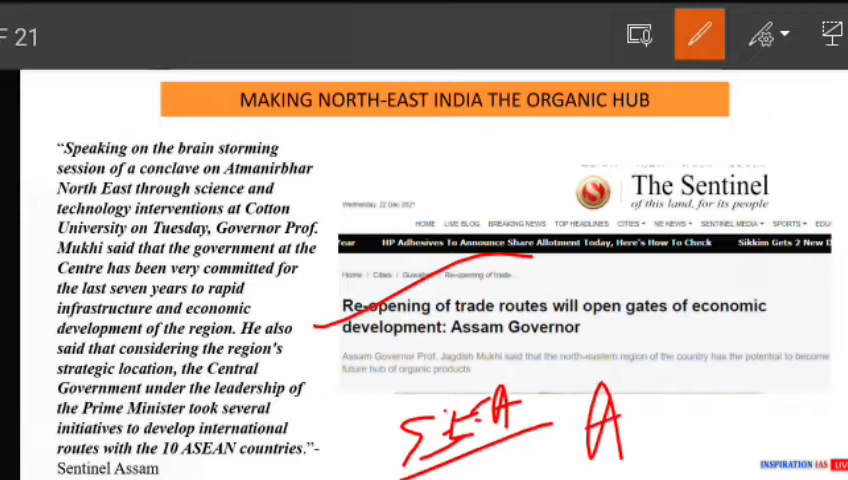 F 21
MAKING NORTH-EAST INDIA THE ORGANIC HUB
“Speaking on the brain storming
session of a conclave on Atmanirbhar
North East through science and
technology interventions at Cotton
University on Tuesday, Governor Prof.
Mukhi said that the government at the
Centre has been very committed for
the last seven years to rapid
infrastructure and economic
development of the region. He also
said that considering the region's
strategic location, the Central
Government under the leadership of
the Prime Minister took several
initiatives to develop international
routes with the 10 ASEAN countries.”-
Sentinel Assam
The Sentinel
of this land, for its people
Wednesday, 22 Dec 2021
HOME LIVE BLOG BREAKING NEWS TOP HEADLINES CITIES NE NEWS SENTINEL MEDIA SPORTS EDU
Year HP Adhesives To Announce Share Allotment Today, Here's How To Check Sikkim Gets 2 New D
Home / Cities / Guwahati Re-opening of trade..
Re-opening of trade routes will open gates of economic
development: Assam Governor
Assam Governor Prof. Jagdish Mukhi said that the north-eastern region of the country has the potential to become
future hub of organic products
A
INSPIRATION IAS LIV